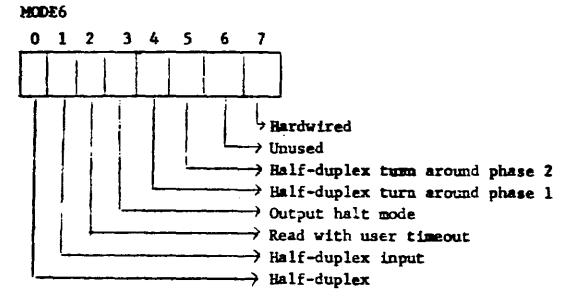 MODE6
0 1 2 3 4 5 6 7
Hardwired
Unused
Half-duplex turn around phase 2
Half-duplex turn around phase 1
Output halt mode
Read with user timeout
Half-duplex input
Half-duplex